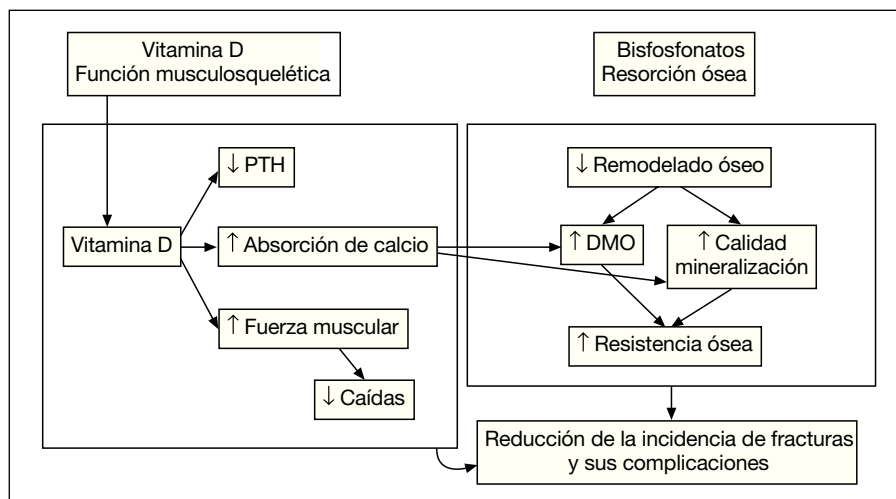 Vitamina D
Función musculosquelética
Bisfosfonatos
Resorción ósea
↓ PTH
Vitamina D
↑ Absorción de calcio
↑ Fuerza muscular
↓ Caídas
↓ Remodelado óseo
↑ DMO
↑ Calidad
mineralización
↑ Resistencia ósea
Reducción de la incidencia de fracturas
y sus complicaciones